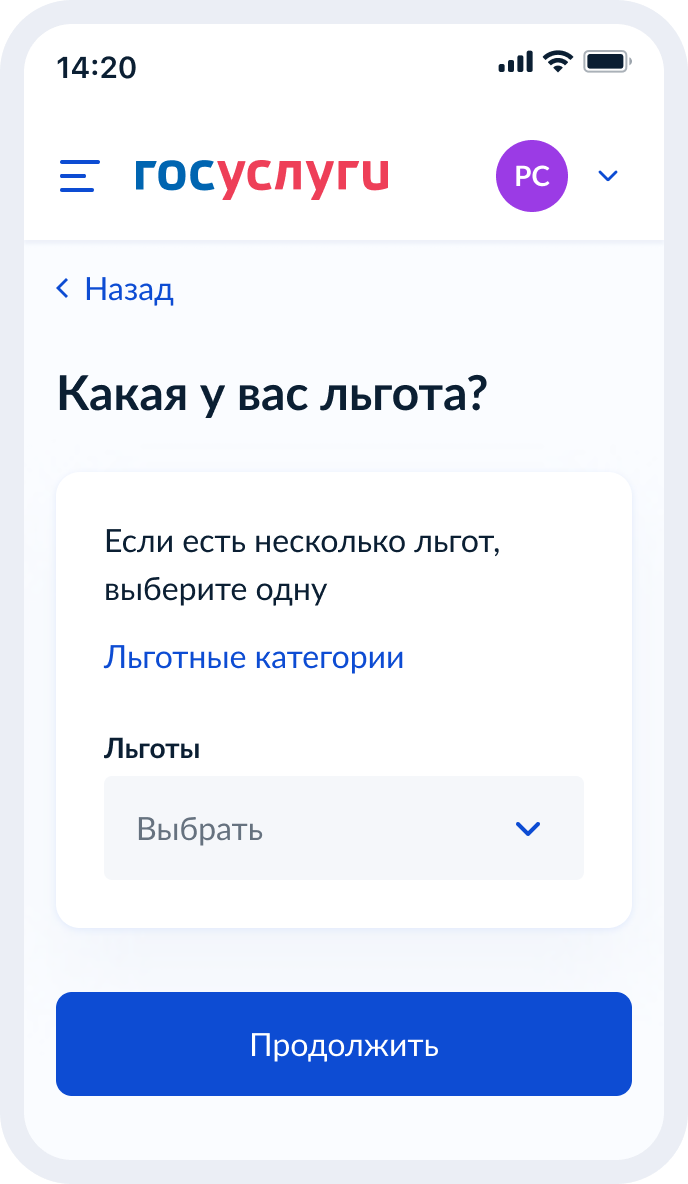 14:20
госуслуги
РС
Назад
Какая у вас льгота?
Если есть несколько льгот,
выберите одну
Льготные категории
Льготы
Выбрать
Продолжить